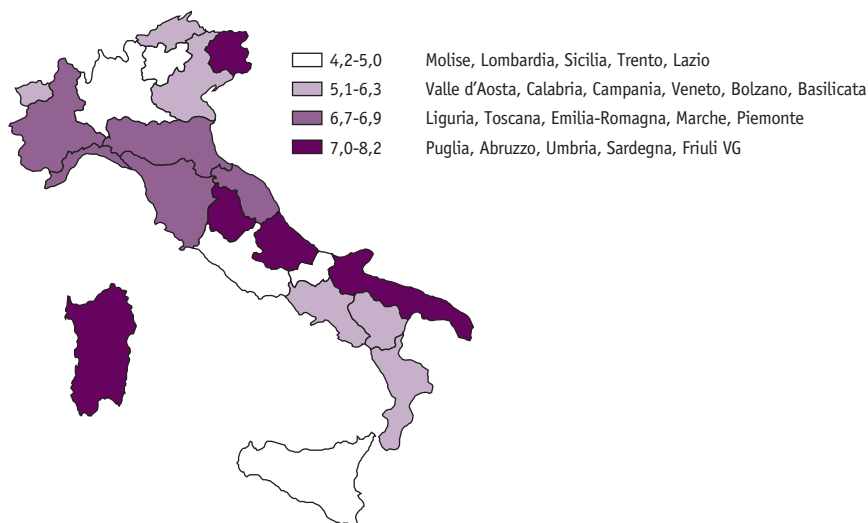 4,2-5,0 Molise, Lombardia, Sicilia, Trento, Lazio
5,1-6,3 Valle d'Aosta, Calabria, Campania, Veneto, Bolzano, Basilicata
6,7-6,9 Liguria, Toscana, Emilia-Romagna, Marche, Piemonte
7,0-8,2 Puglia, Abruzzo, Umbria, Sardegna, Friuli VG